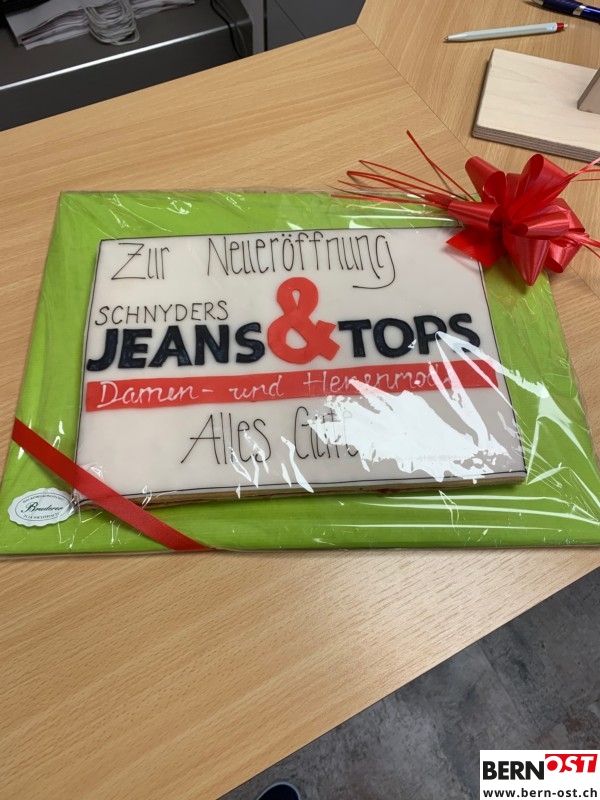 Zur Neueröffnung
SCHNYDERS
JEANS & TOPS
Damen- und Herrenmode
Alles Gute
BERNOST
www.bern-ost.ch